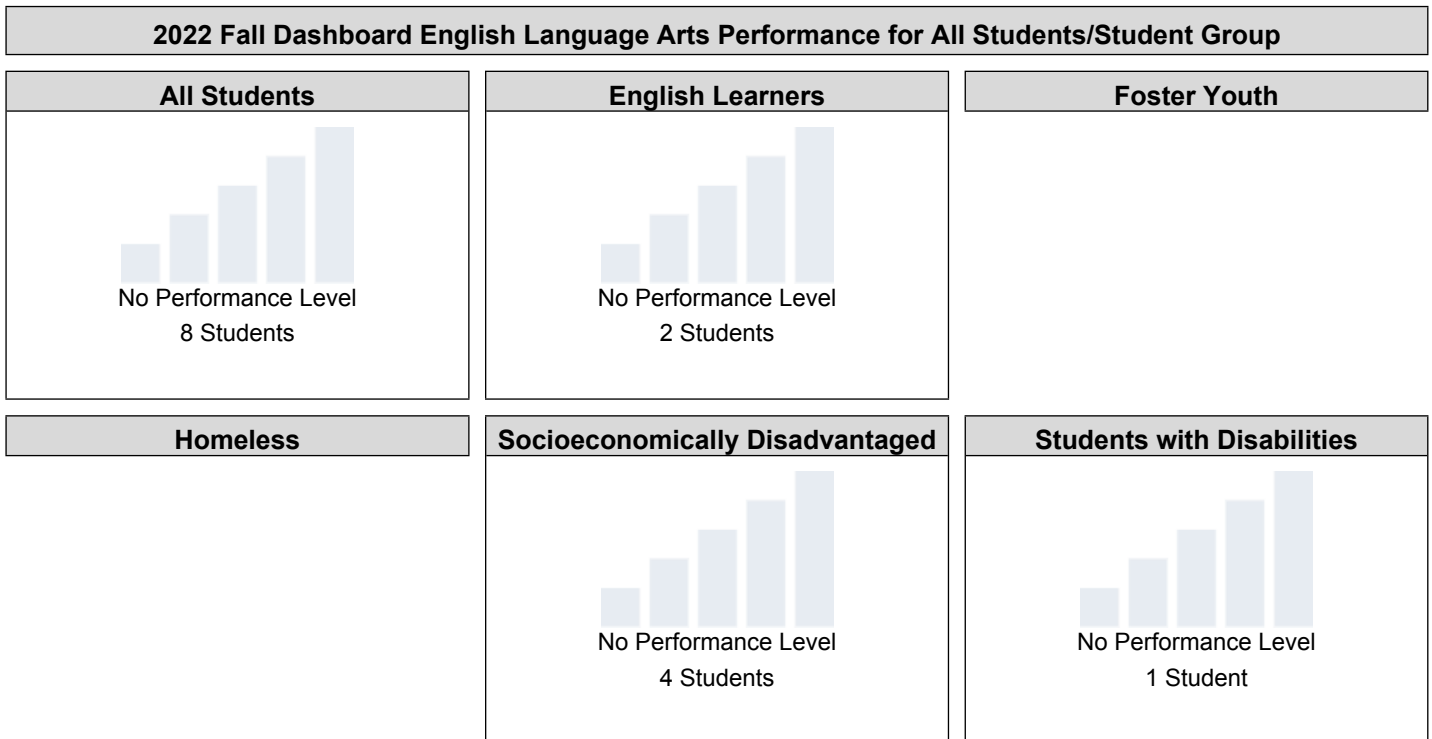 2022 Fall Dashboard English Language Arts Performance for All Students/Student Group
All Students
No Performance Level
8 Students
English Learners
No Performance Level
2 Students
Foster Youth
Homeless
Socioeconomically Disadvantaged
No Performance Level
4 Students
Students with Disabilities
No Performance Level
1 Student